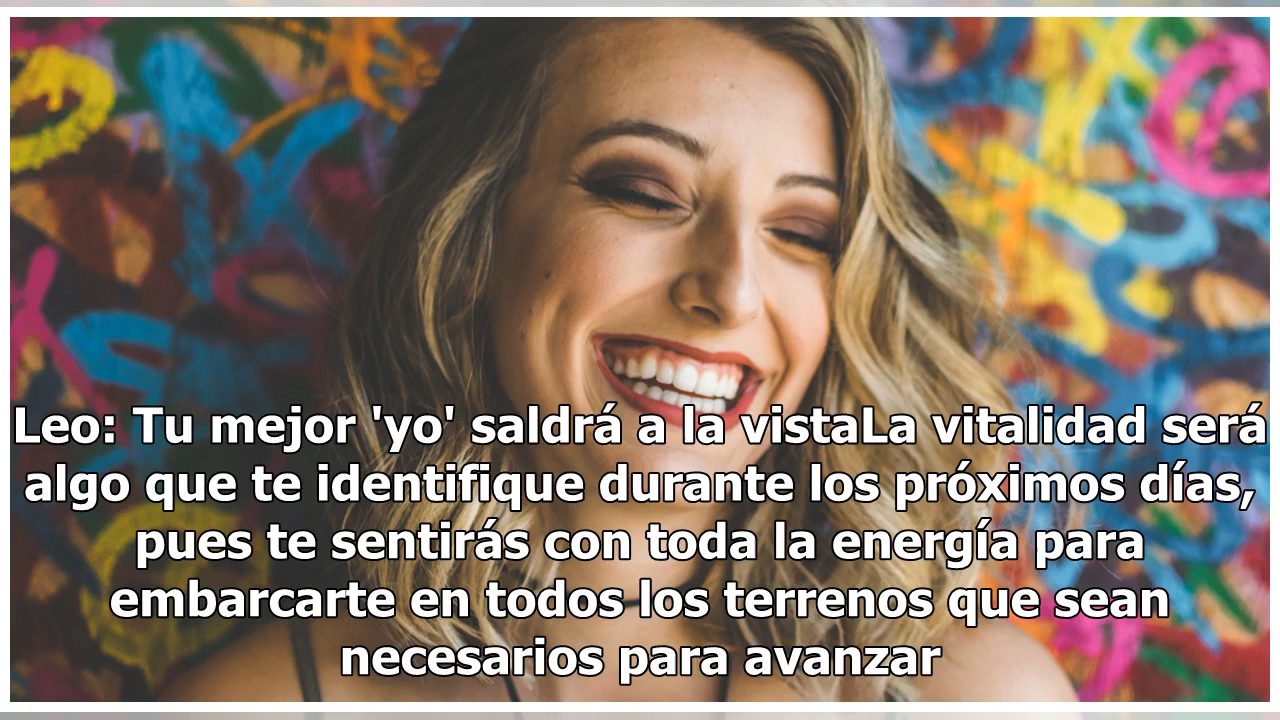 Leo: Tu mejor 'yo' saldrá a la vistaLa vitalidad será
algo que te identifique durante los próximos días,
pues te sentirás con toda la energía para
embarcarte en todos los terrenos que sean
necesarios para avanzar